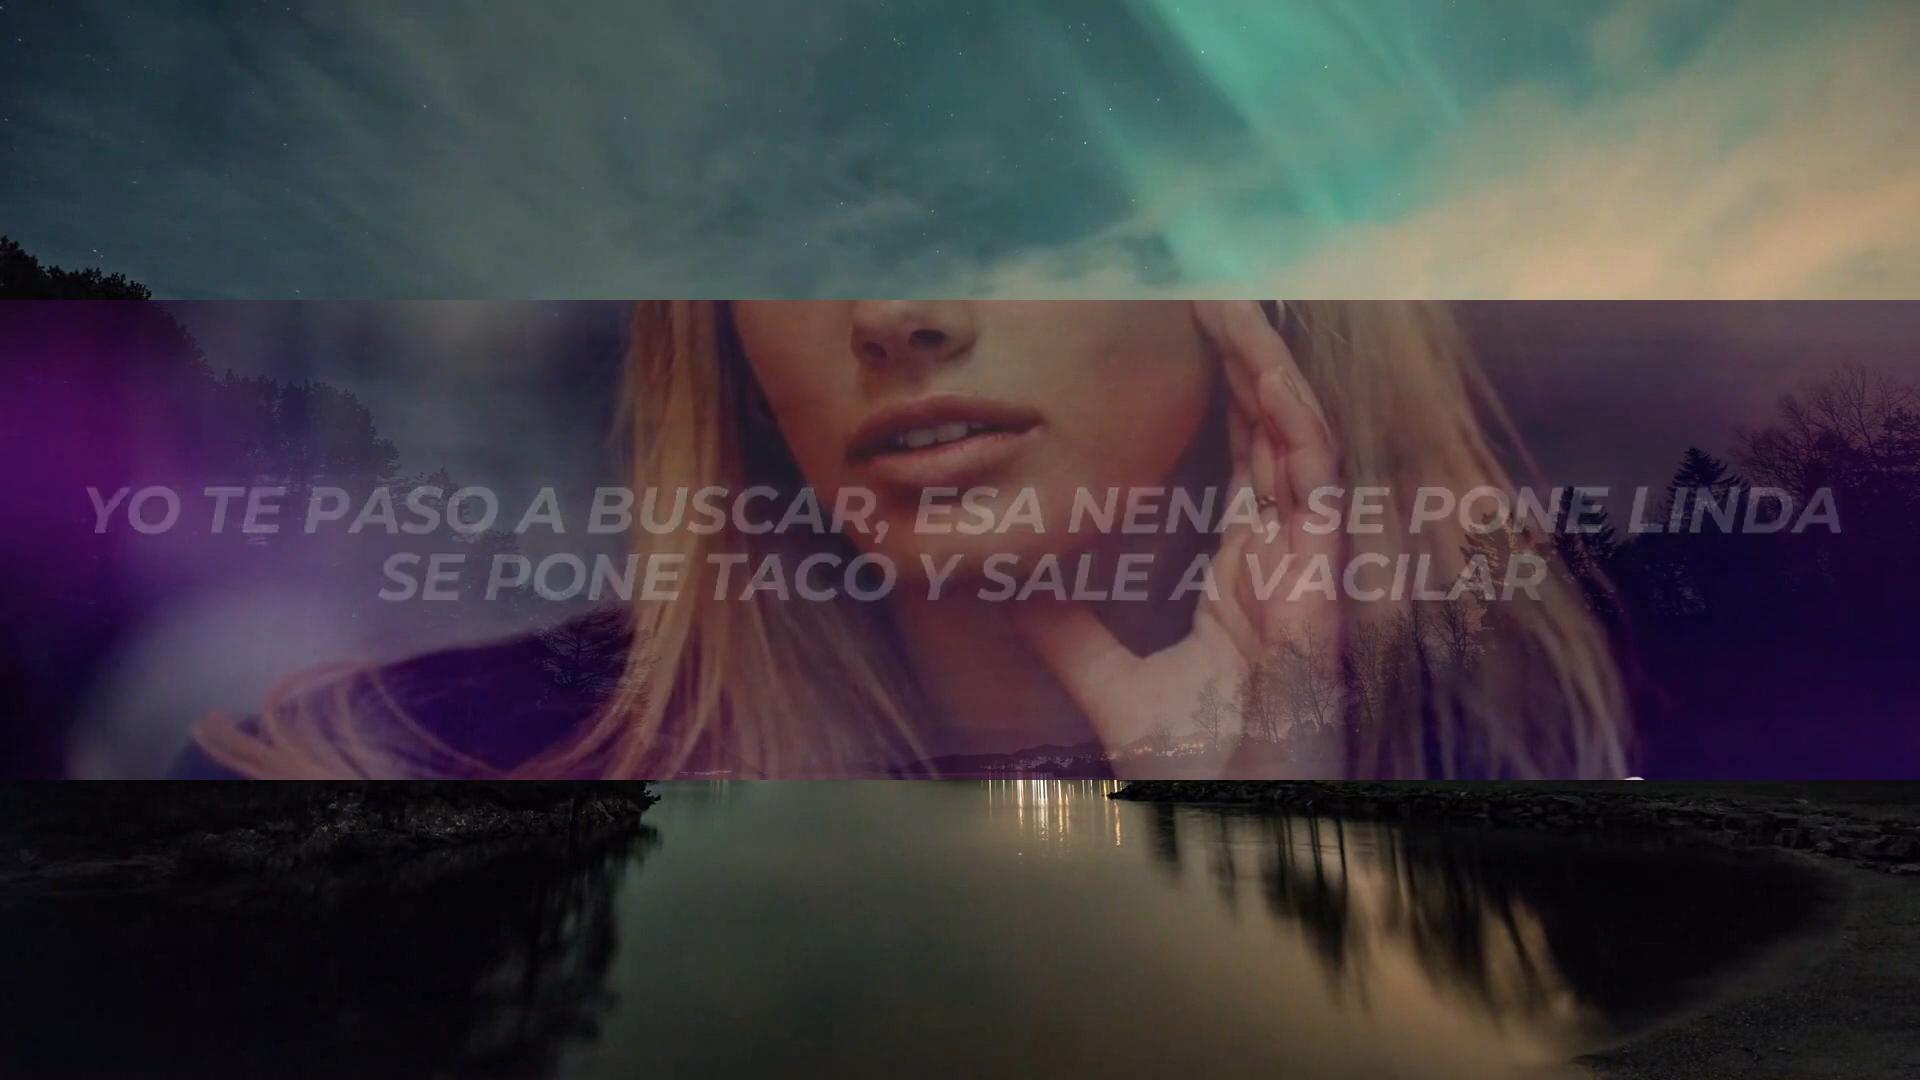 YO TE PASO A BUSCAR, ESA NENA, SE PONE LINDA
SE PONE TACO Y SALE A VACILAR